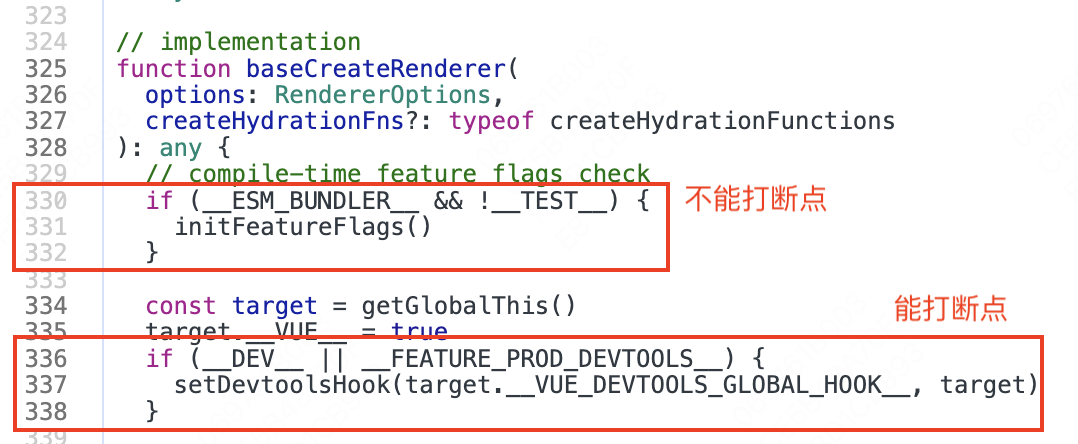 323
324 // implementation
325 function baseCreateRenderer(
326 options: RendererOptions,
327 createHydrationFns?: typeof createHydrationFunctions
328 ): any {
329 // compile-time feature flags check
330 if (__ESM_BUNDLER__ && !__TEST__) {
不能打断点
331 initFeatureFlags()
332 }
333
334 const target = getGlobalThis()
能打断点
335 target.__VUE__ = true
336 if (__DEV__ || __FEATURE_PROD_DEVTOOLS__) {
337 setDevtoolsHook(target.__VUE_DEVTOOLS_GLOBAL_HOOK__, target)
338 }
339